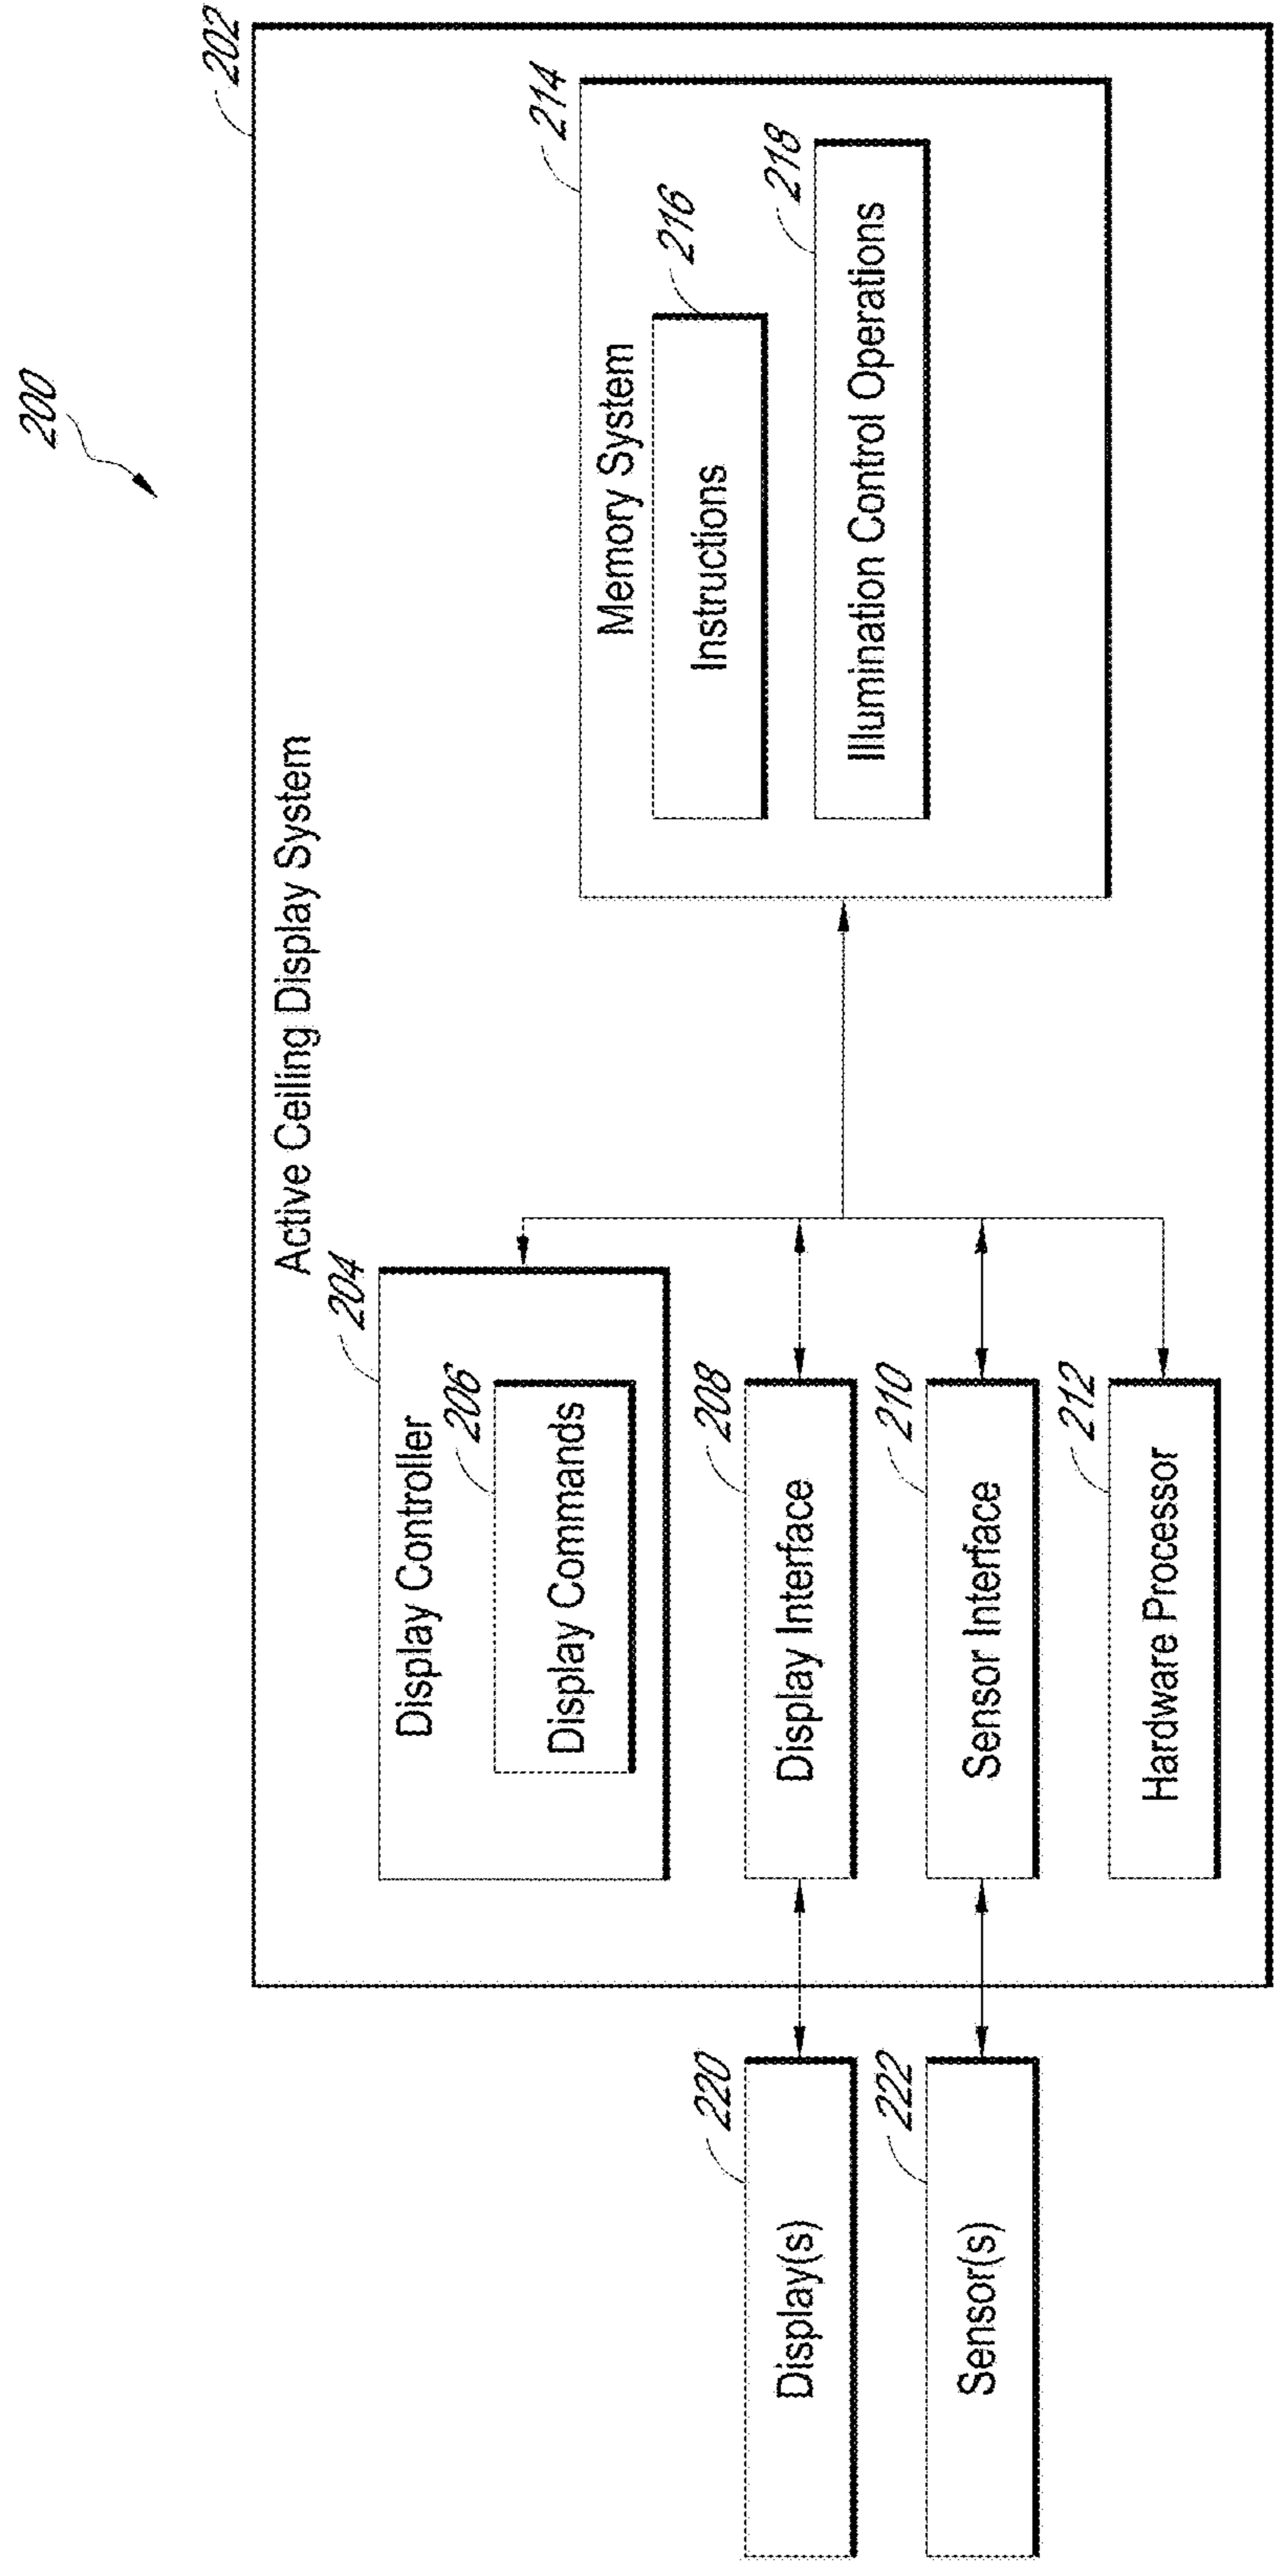 200
202
Active Ceiling Display System
204
Display Controller
206
Display Commands
214
Memory System
216
Instructions
218
Illumination Control Operations
220
Display(s)
208
Display Interface
222
Sensor(s)
210
Sensor Interface
212
Hardware Processor